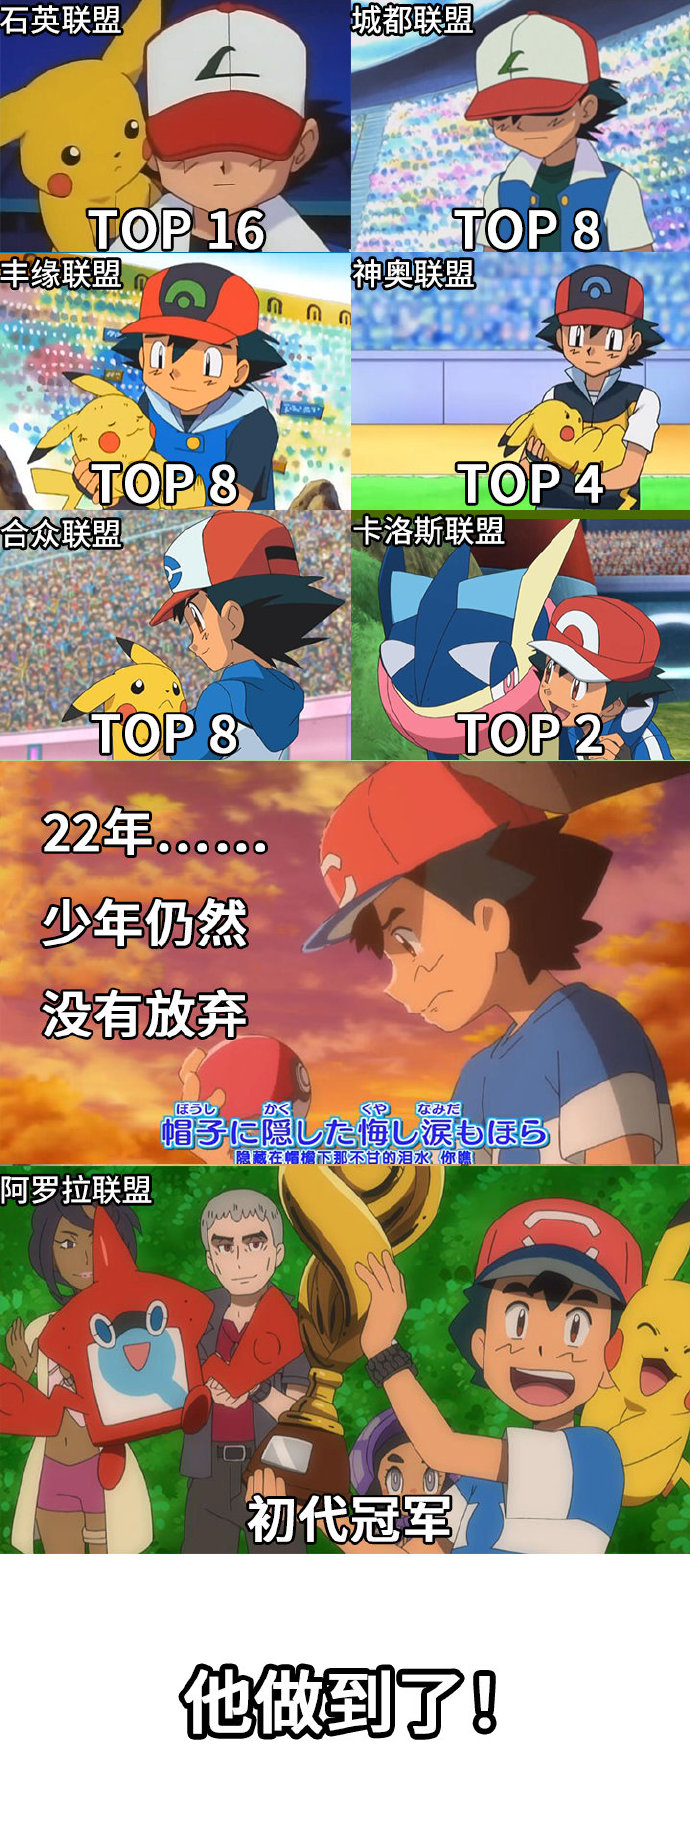 石英联盟
TOP 16
城都联盟
TOP 8
丰缘联盟
TOP 8
神奥联盟
TOP 4
合众联盟
TOP 8
卡洛斯联盟
TOP 2
22年……
少年仍然
没有放弃
ぼうし かく くや なみだ
帽子に隠した悔し涙もほら
隐藏在帽檐下那不甘的泪水 你瞧
阿罗拉联盟
初代冠军
他做到了！